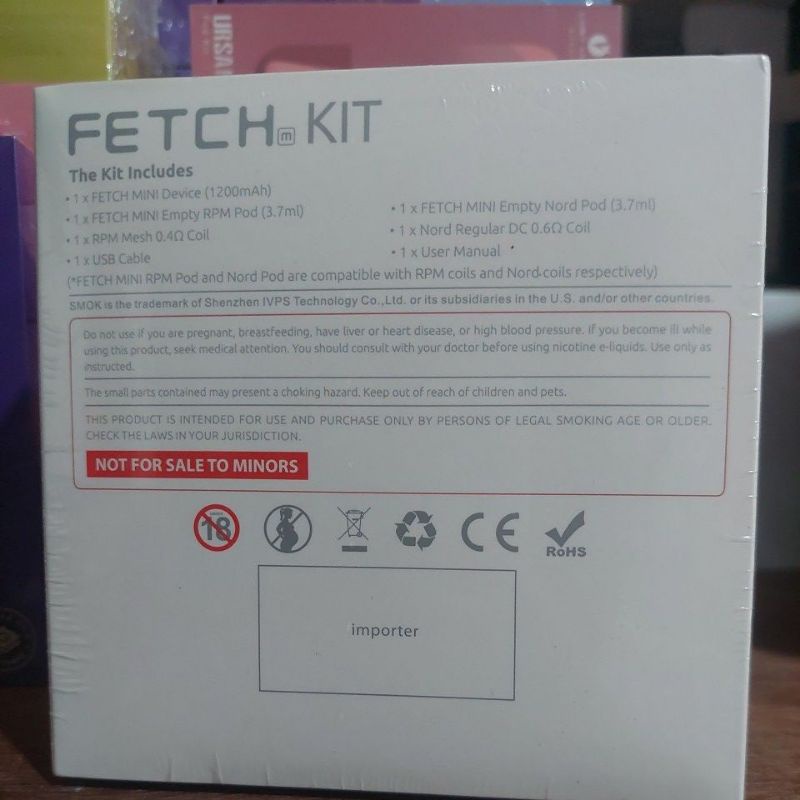 URSA
FETCH m KIT
The Kit Includes
• 1 x FETCH MINI Device (1200mAh)
• 1 x FETCH MINI Empty RPM Pod (3.7ml)
• 1 x RPM Mesh 0.4Ω Coil
• 1 x USB Cable
• 1 x FETCH MINI Empty Nord Pod (3.7ml)
• 1 x Nord Regular DC 0.6Ω Coil
• 1 x User Manual
(*FETCH MINI RPM Pod and Nord Pod are compatible with RPM coils and Nord coils respectively)
SMOK is the trademark of Shenzhen IVPS Technology Co.,Ltd. or its subsidiaries in the U.S. and/or other countries.
Do not use if you are pregnant, breastfeeding, have liver or heart disease, or high blood pressure. If you become ill while
using this product, seek medical attention. You should consult with your doctor before using nicotine e-liquids. Use only as
instructed.
The small parts contained may present a choking hazard. Keep out of reach of children and pets.
THIS PRODUCT IS INTENDED FOR USE AND PURCHASE ONLY BY PERSONS OF LEGAL SMOKING AGE OR OLDER.
CHECK THE LAWS IN YOUR JURISDICTION.
NOT FOR SALE TO MINORS
18
CE
RoHS
importer